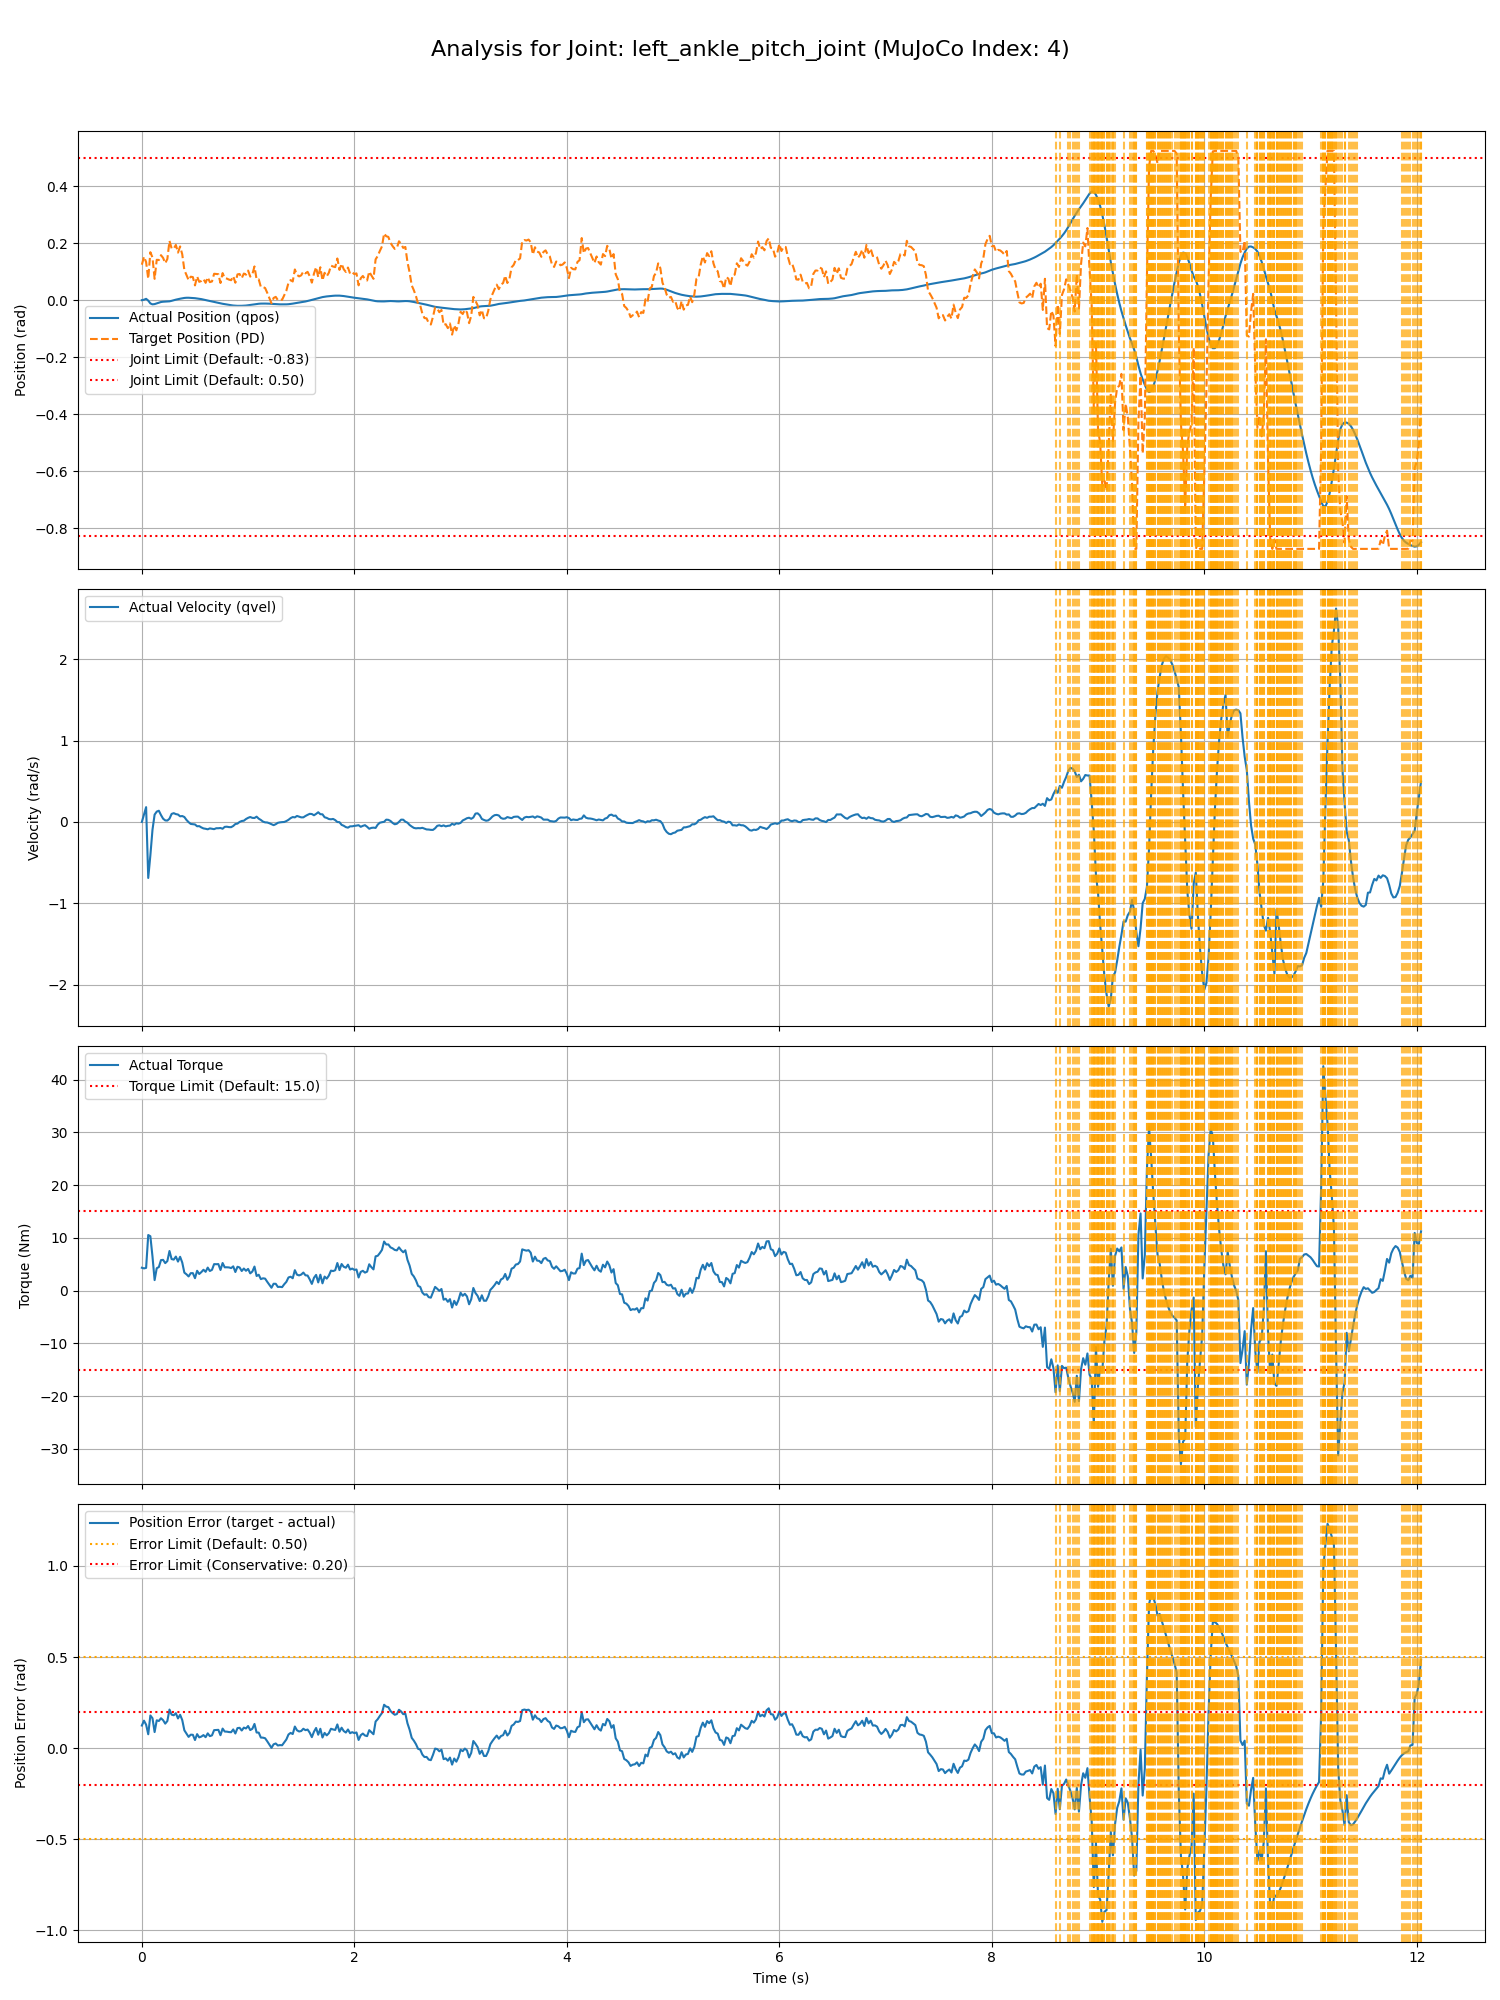 Analysis for Joint: left_ankle_pitch_joint (MuJoCo Index: 4)
Position (rad)
0.4
0.2
0.0
−0.2
−0.4
−0.6
−0.8
Actual Position (qpos)
Target Position (PD)
Joint Limit (Default: -0.83)
Joint Limit (Default: 0.50)
Velocity (rad/s)
2
1
0
−1
−2
Actual Velocity (qvel)
Torque (Nm)
40
30
20
10
0
−10
−20
−30
Actual Torque
Torque Limit (Default: 15.0)
Position Error (rad)
1.0
0.5
0.0
−0.5
−1.0
Position Error (target - actual)
Error Limit (Default: 0.50)
Error Limit (Conservative: 0.20)
0 2 4 6 8 10 12
Time (s)